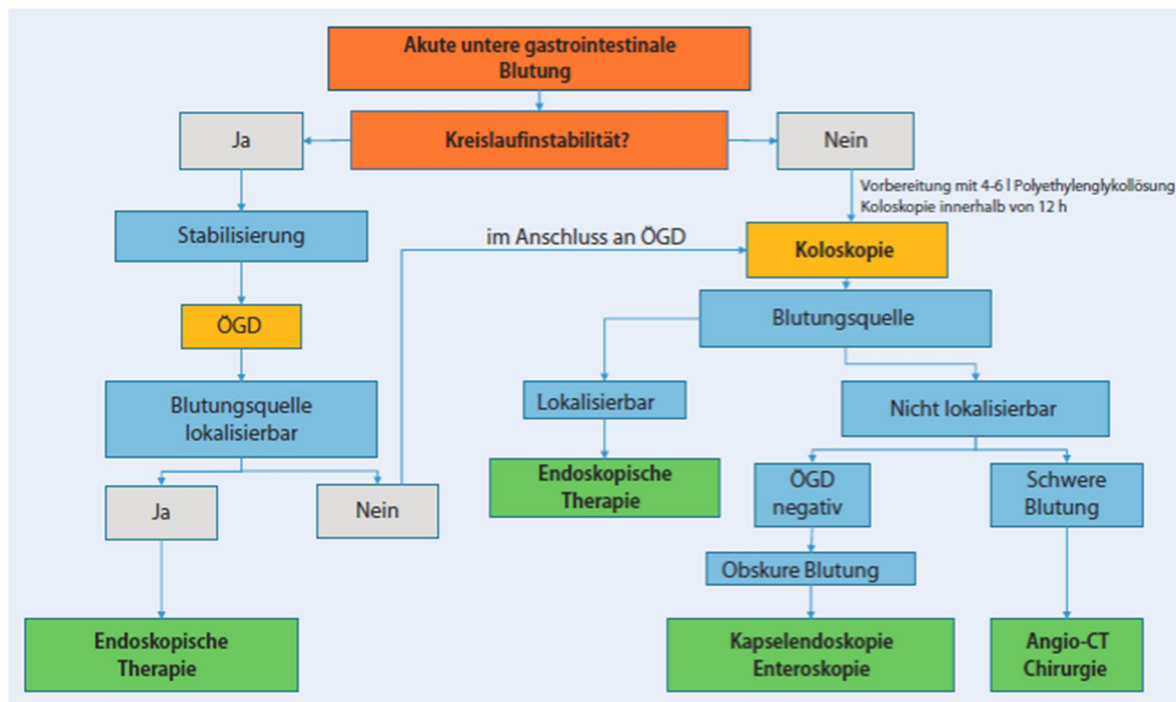 Akute untere gastrointestinale
Blutung
Ja
Kreislaufinstabilität?
Nein
Vorbereitung mit 4-6 l Polyethylenglykollösung
Koloskopie innerhalb von 12 h
Stabilisierung
im Anschluss an ÖGD
Koloskopie
ÖGD
Blutungsquelle
Blutungsquelle
lokalisierbar
Lokalisierbar
Nicht lokalisierbar
Ja
Nein
Endoskopische
Therapie
ÖGD
negativ
Schwere
Blutung
Obskure Blutung
Endoskopische
Therapie
Kapselendoskopie
Enteroskopie
Angio-CT
Chirurgie